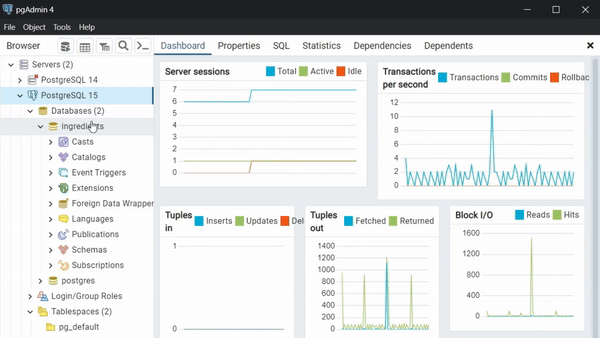 pgAdmin 4
File Object Tools Help
Browser
Dashboard Properties SQL Statistics Dependencies Dependents
Servers (2)
PostgreSQL 14
PostgreSQL 15
Databases (2)
ingredients
Casts
Catalogs
Event Triggers
Extensions
Foreign Data Wrapper
Languages
Publications
Schemas
Subscriptions
postgres
Login/Group Roles
Tablespaces (2)
pg_default
Server sessions
Total Active Idle
7
6
5
4
3
2
1
0
Transactions per second
Transactions Commits Rollbac
12
10
8
6
4
2
0
Tuples in
Inserts Updates Del
1
0
Tuples out
Fetched Returned
1400
1200
1000
800
600
400
200
0
Block I/O
Reads Hits
1600
1200
800
400
0